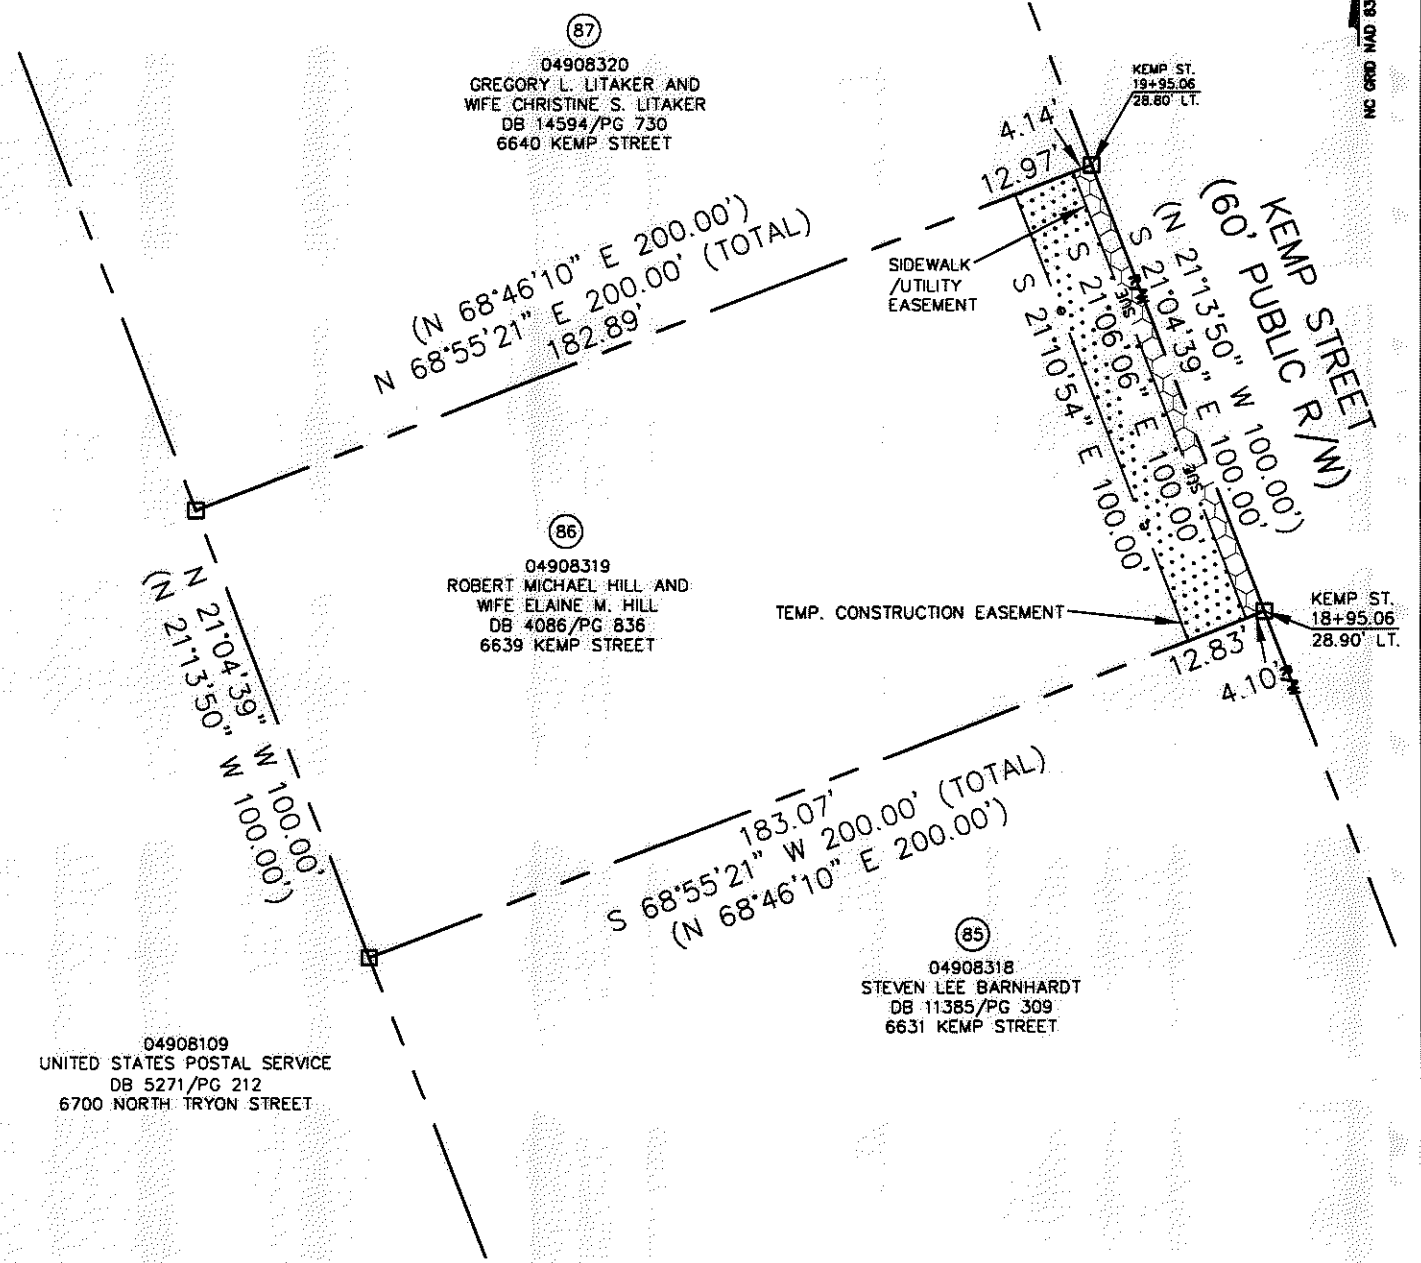 87
04908320
GREGORY L. LITAKER AND
WIFE CHRISTINE S. LITAKER
DB 14594/PG 730
6640 KEMP STREET
KEMP ST.
19+95.06
28.80' LT.
NC GRID NAD 83
4.14'
12.97'
(N 68°46'10" E 200.00')
N 68°55'21" E 200.00' (TOTAL)
182.89'
SIDEWALK
/UTILITY
EASEMENT
KEMP STREET
(60' PUBLIC R/W)
(N 21°13'50" W 100.00')
S 21°04'39" E 100.00'
R/W
SUE
S 21°06'06" E 100.00'
SUE
S 21°10'54" E 100.00'
86
04908319
ROBERT MICHAEL HILL AND
WIFE ELAINE M. HILL
DB 4086/PG 836
6639 KEMP STREET
N 21°04'39" W 100.00'
(N 21°13'50" W 100.00')
TEMP. CONSTRUCTION EASEMENT
KEMP ST.
18+95.06
28.90' LT.
12.83'
4.10'
R/W
183.07'
S 68°55'21" W 200.00' (TOTAL)
(N 68°46'10" E 200.00')
85
04908318
STEVEN LEE BARNHARDT
DB 11385/PG 309
6631 KEMP STREET
04908109
UNITED STATES POSTAL SERVICE
DB 5271/PG 212
6700 NORTH TRYON STREET